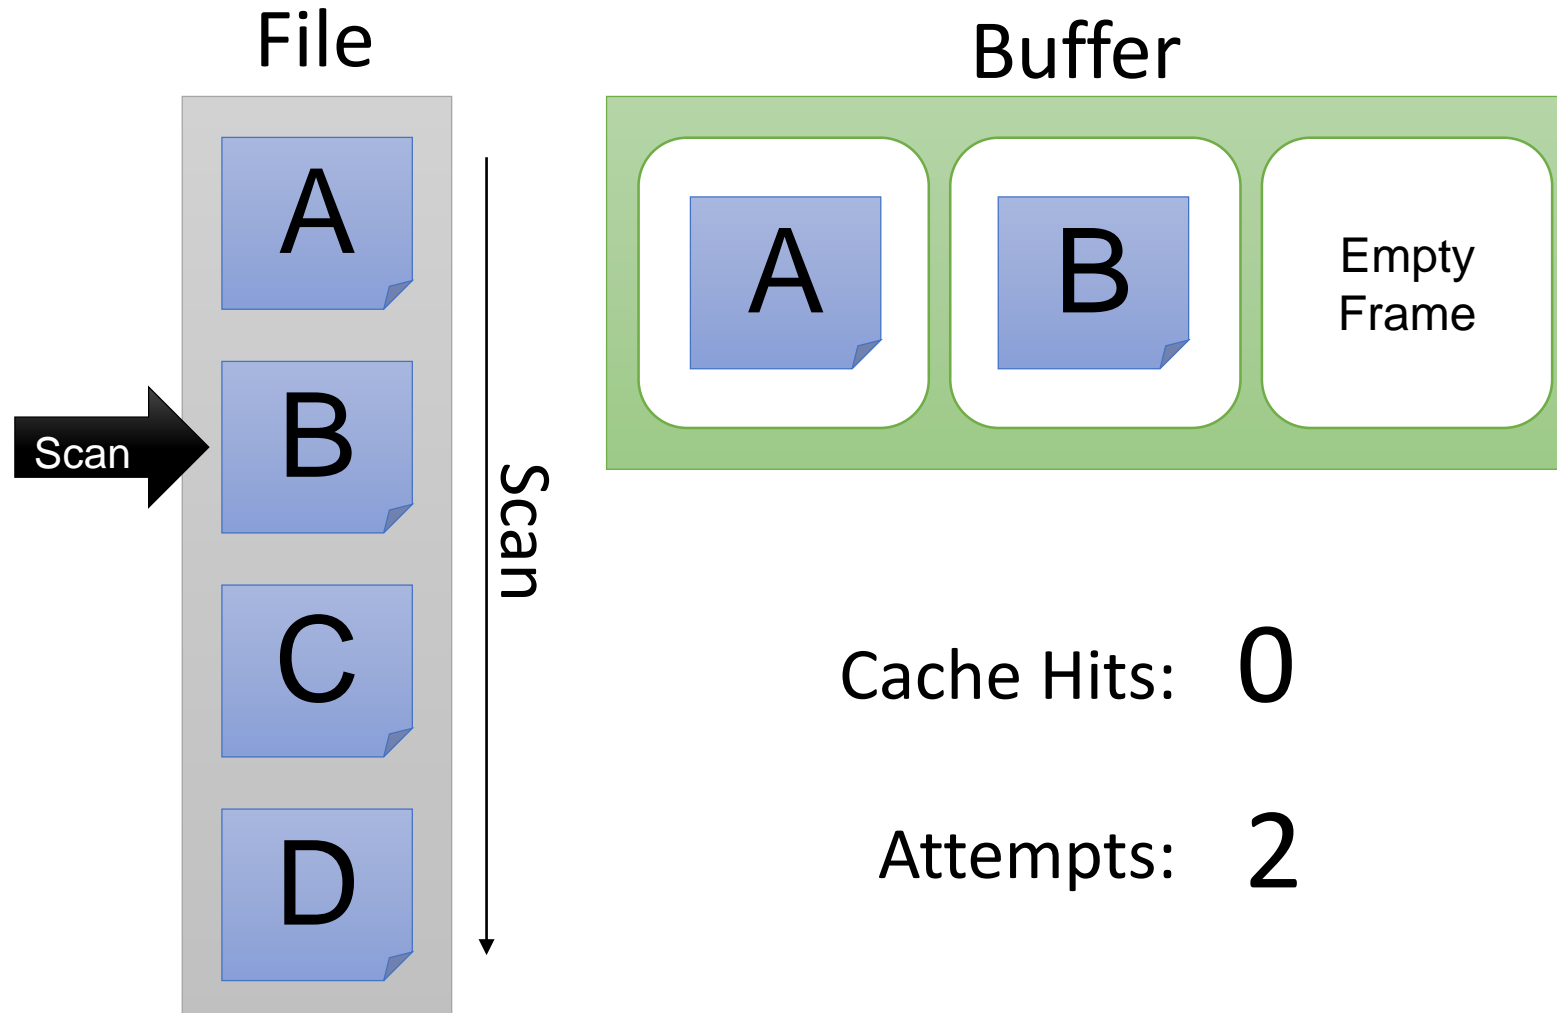 File
A
B
C
D
Scan
Scan
Buffer
A
B
Empty
Frame
Cache Hits: 0
Attempts: 2